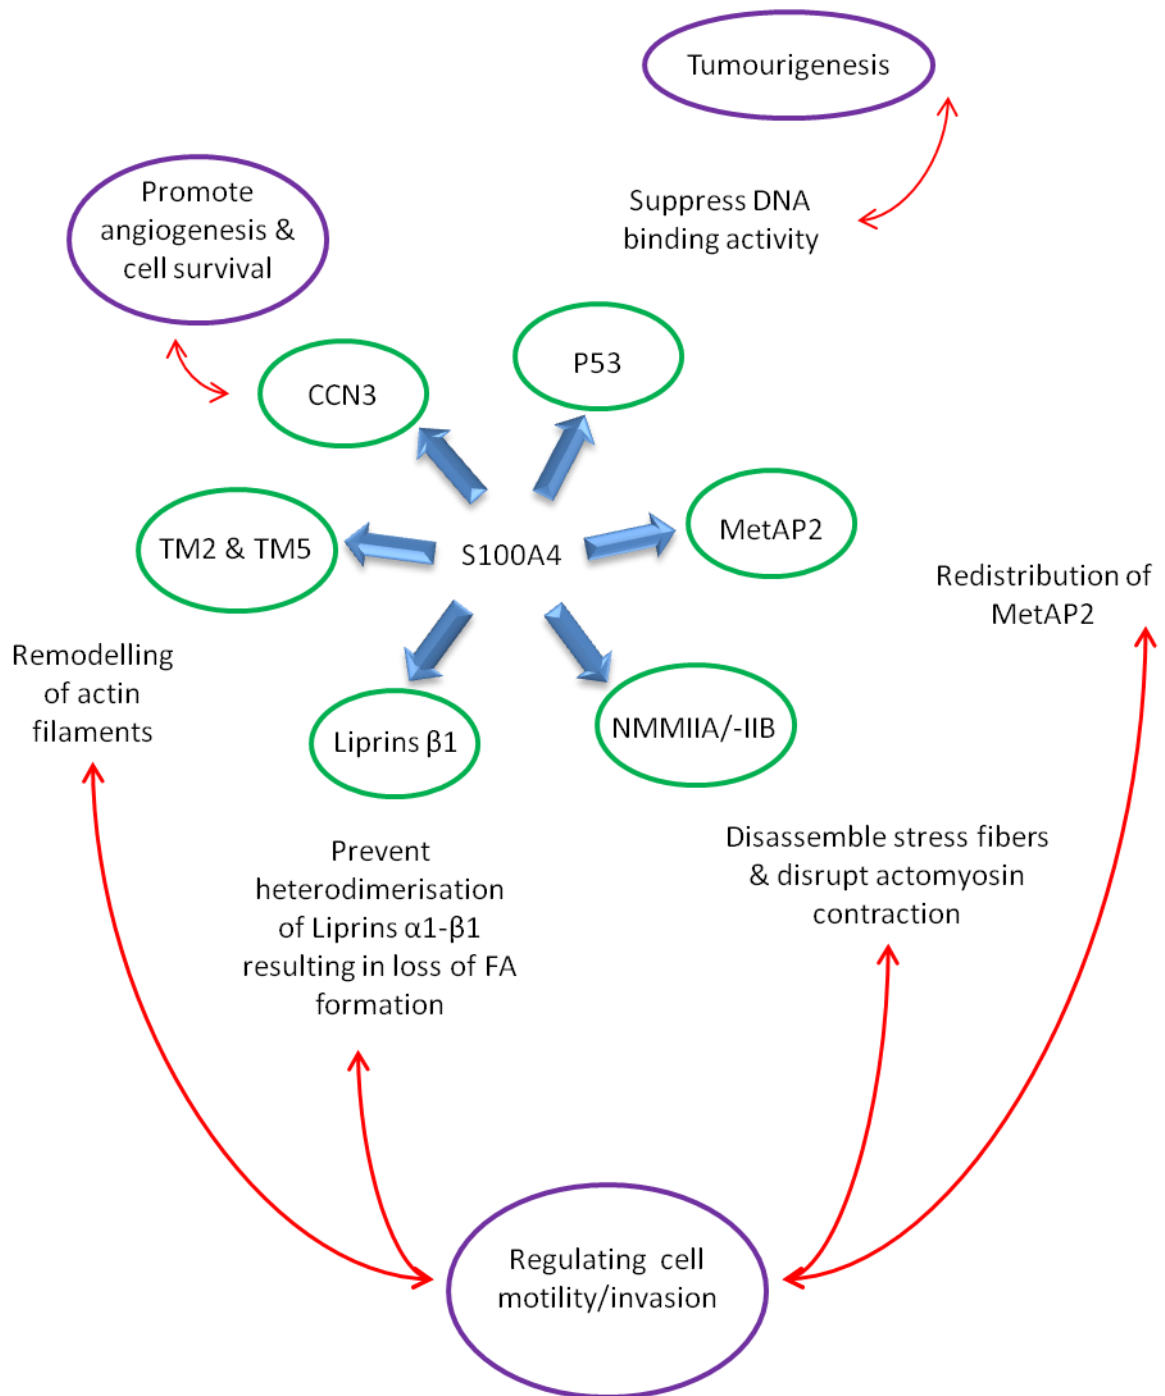 Tumourigenesis
Suppress DNA
binding activity
Promote
angiogenesis &
cell survival
P53
CCN3
MetAP2
TM2 & TM5
S100A4
Redistribution of
MetAP2
Remodelling
of actin
filaments
Liprins β1
NMMIIA/-IIB
Prevent
heterodimerisation
of Liprins α1-β1
resulting in loss of FA
formation
Disassemble stress fibers
& disrupt actomyosin
contraction
Regulating cell
motility/invasion